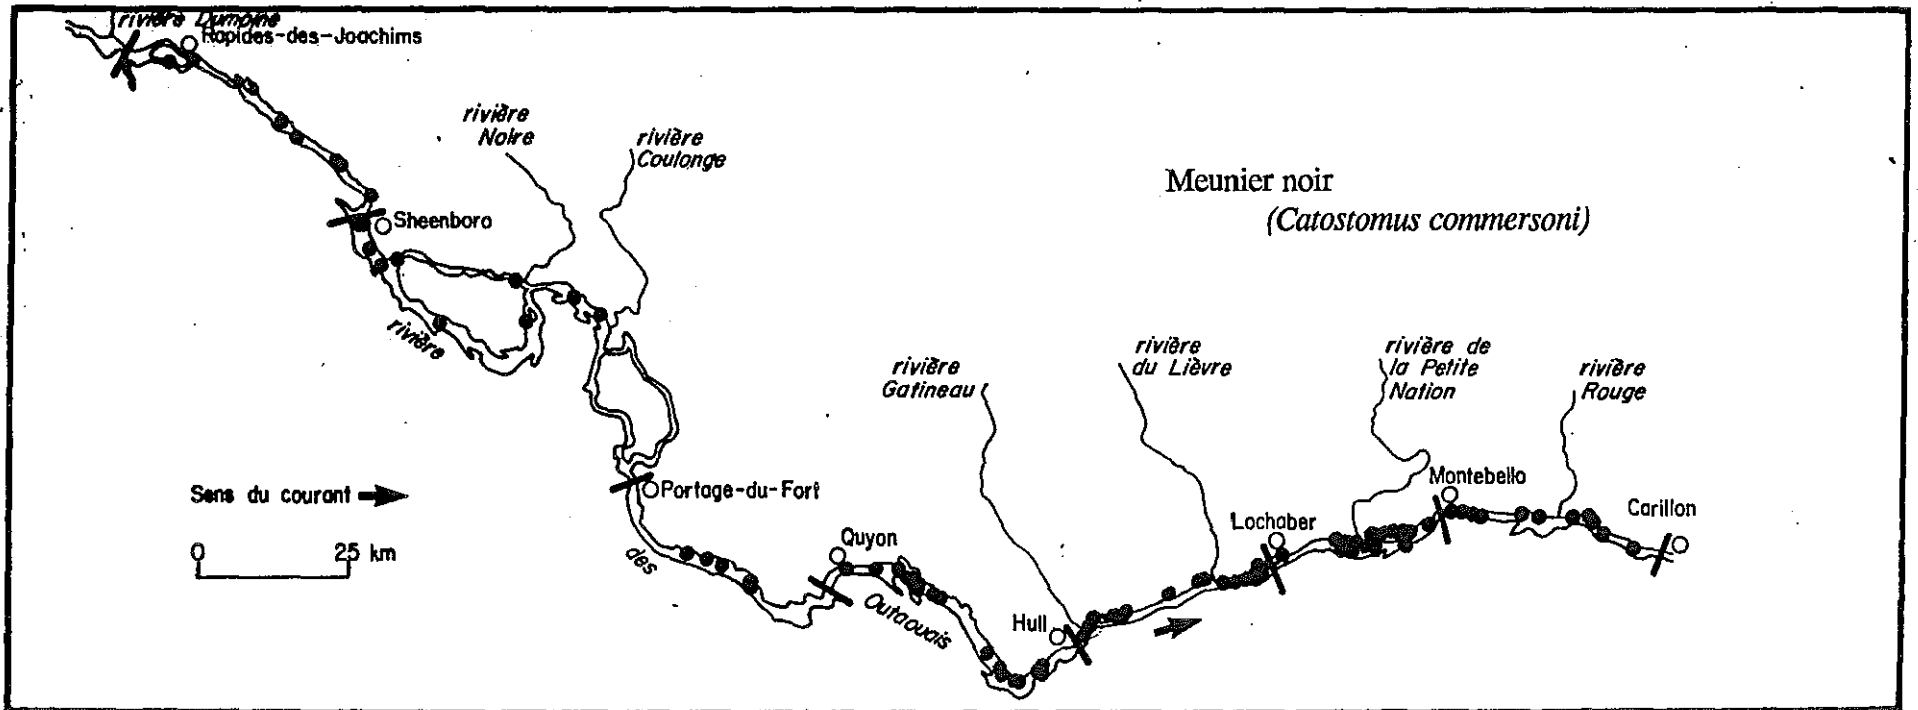 rivière Dumoine
Rapides-des-Joachims
rivière
Noire
rivière
Coulonge
Meunier noir
(Catostomus commersoni)
Sheenboro
rivière
rivière
Gatineau
rivière
du Lièvre
rivière de
la Petite
Nation
rivière
Rouge
Sens du courant
0 25 km
Portage-du-Fort
des
Quyon
Outaouais
Hull
Lochaber
Montebello
Carillon